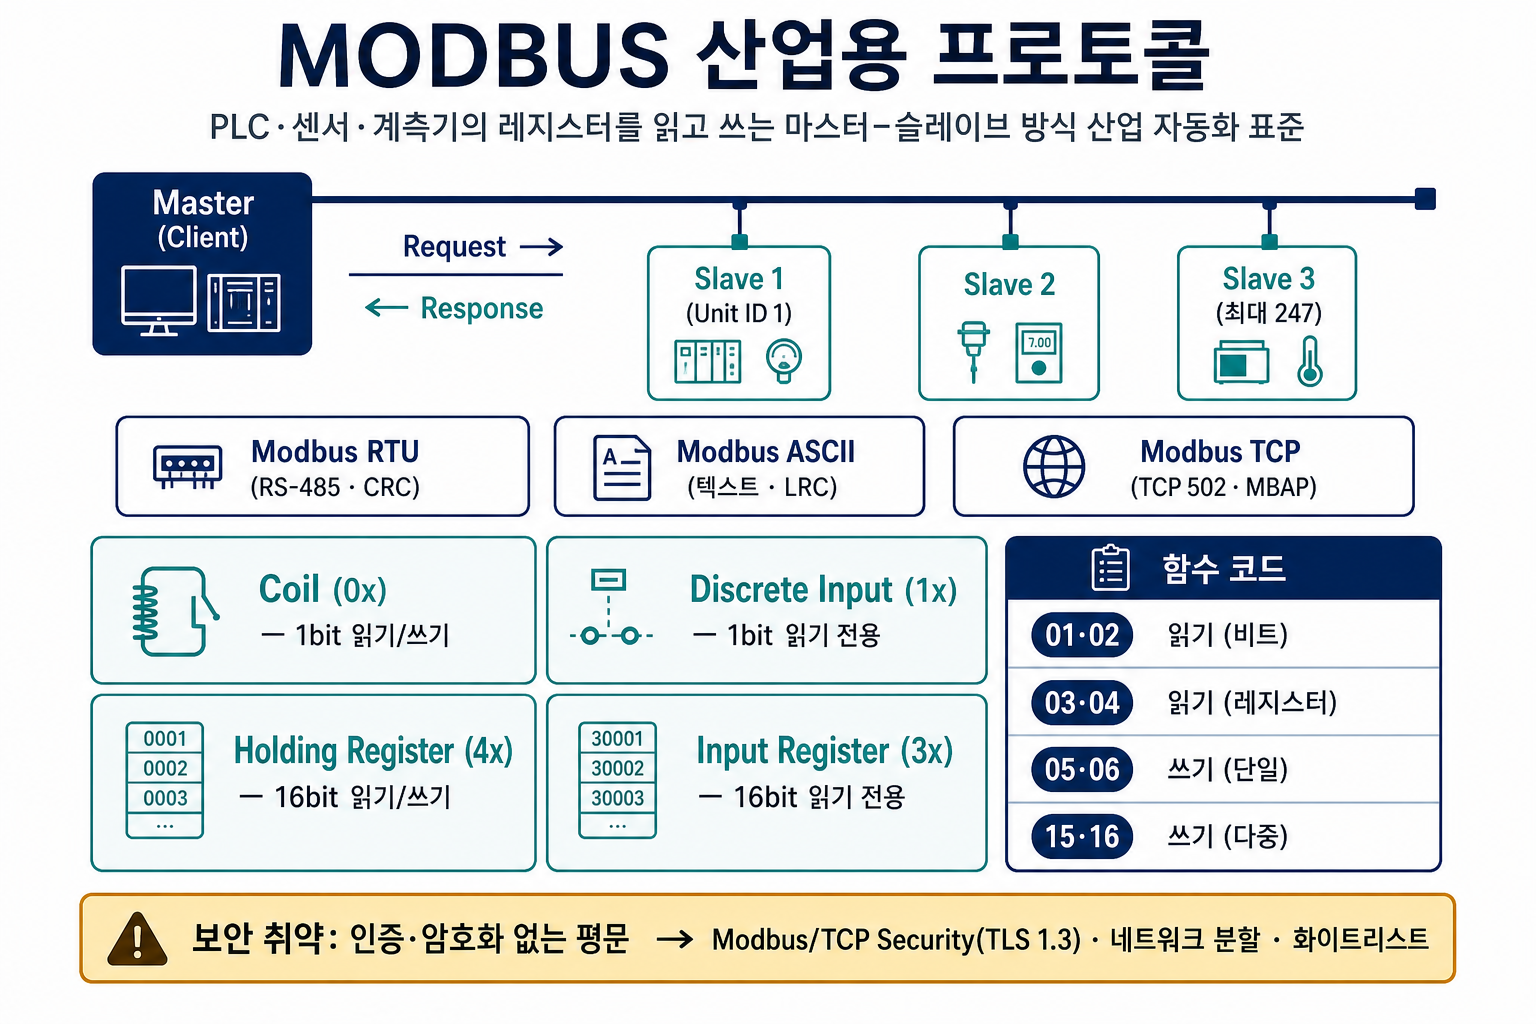 MODBUS 산업용 프로토콜
PLC·센서·계측기의 레지스터를 읽고 쓰는 마스터–슬레이브 방식 산업 자동화 표준
Master
(Client)
Request →
← Response
Slave 1
(Unit ID 1)
Slave 2
7.00
Slave 3
(최대 247)
Modbus RTU
(RS-485 · CRC)
A
Modbus ASCII
(텍스트 · LRC)
Modbus TCP
(TCP 502 · MBAP)
Coil (0x)
— 1bit 읽기/쓰기
Discrete Input (1x)
— 1bit 읽기 전용
0001
0002
0003
...
Holding Register (4x)
— 16bit 읽기/쓰기
30001
30002
30003
...
Input Register (3x)
— 16bit 읽기 전용
함수 코드
01·02 읽기 (비트)
03·04 읽기 (레지스터)
05·06 쓰기 (단일)
15·16 쓰기 (다중)
보안 취약: 인증·암호화 없는 평문 → Modbus/TCP Security(TLS 1.3) · 네트워크 분할 · 화이트리스트